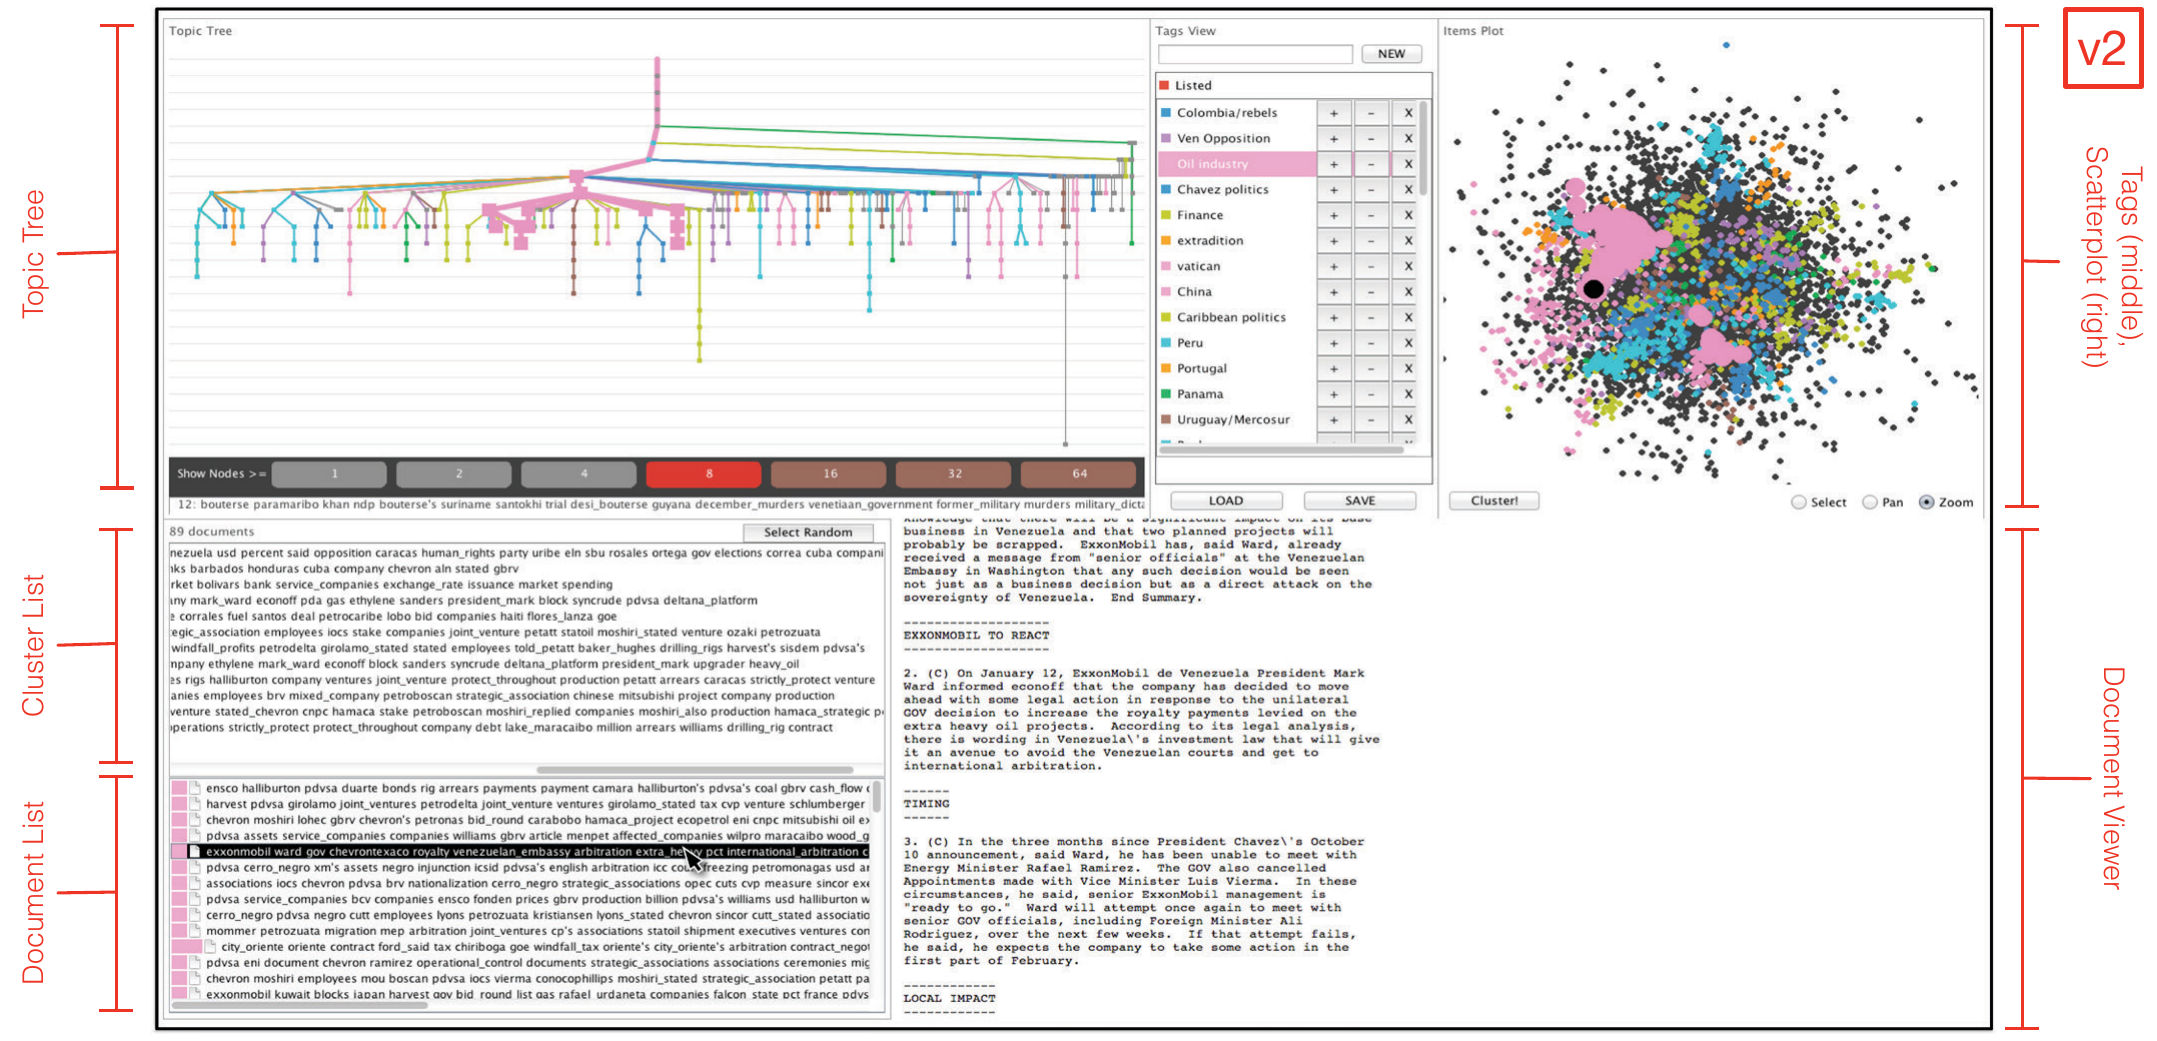 Topic Tree
Tags View
Items Plot
v2
NEW
Listed
Colombia/rebels + - X
Ven Opposition + - X
Oil industry + - X
Chavez politics + - X
Finance + - X
extradition + - X
vatican + - X
China + - X
Caribbean politics + - X
Peru + - X
Portugal + - X
Panama + - X
Uruguay/Mercosur + - X
LOAD
SAVE
Cluster!
Select
Pan
Zoom
Show Nodes >= 1 2 4 8 16 32 64
12: bouterse paramaribo khan ndp bouterse's suriname santokhi trial desi_bouterse guyana december_murders venetiaan_government former_military murders military_dicta
Topic Tree
Tags (middle),
Scatterplot (right)
89 documents
Select Random
nezuela usd percent said opposition caracas human_rights party uribe eln sbu rosales ortega gov elections correa cuba compani
nks barbados honduras cuba company chevron aln stated gbrv
rket bolivars bank service_companies exchange_rate issuance market spending
any mark_ward econoff pda gas ethylene sanders president_mark block syncrude pdvsa deltana_platform
e corrales fuel santos deal petrocaribe lobo bid companies haiti flores_lanza goe
tegic_association employees iocs stake companies joint_venture petatt statoil moshiri_stated venture ozaki petrozuata
windfall_profits petrodelta girolamo_stated stated employees told_petatt baker_hughes drilling_rigs harvest's sisdem pdvsa's
mpany ethylene mark_ward econoff block sanders syncrude deltana_platform president_mark upgrader heavy_oil
es rigs halliburton company ventures joint_venture protect_throughout production petatt arrears caracas strictly_protect venture
anies employees brv mixed_company petroboscan strategic_association chinese mitsubishi project company production
venture stated_chevron cnpc hamaca stake petroboscan moshiri_replied companies moshiri_also production hamaca_strategic p
operations strictly_protect protect_throughout company debt lake_maracaibo million arrears williams drilling_rig contract
Cluster List
ensco halliburton pdvsa duarte bonds rig arrears payments payment camara halliburton's pdvsa's coal gbrv cash_flow
harvest pdvsa girolamo joint_ventures petrodelta joint_venture ventures girolamo_stated tax cvp venture schlumberger
chevron moshiri lohec gbrv chevron's petronas bid_round carabobo hamaca_project ecopetrol eni cnpc mitsubishi oil ex
pdvsa assets service_companies companies williams gbrv article menpet affected_companies wilpro maracaibo wood_g
exxonmobil ward gov chevrontexaco royalty venezuelan_embassy arbitration pct international_arbitration c
pdvsa cerro_negro xm's assets negro injunction icsid pdvsa's english arbitration icc freezing petromonagas usd ar
associations iocs chevron pdvsa brv nationalization cerro_negro strategic_associations opec cuts cvp measure sincor exe
pdvsa service_companies bcv companies ensco fonden prices gbrv production billion pdvsa's williams usd halliburton w
cerro_negro pdvsa negro cutt employees lyons petrozuata kristiansen lyons_stated chevron sincor cutt_stated associatio
mommer petrozuata migration mep arbitration joint_ventures cp's associations statoil shipment executives ventures con
city_oriente oriente contract ford_said tax chiriboga goe windfall_tax oriente's city_oriente's arbitration contract_negot
pdvsa eni document chevron ramirez operational_control documents strategic_associations associations ceremonies mig
chevron moshiri employees mou boscan pdvsa iocs vierma conocophillips moshiri_stated strategic_association petatt pa
exxonmobil kuwait blocks japan harvest gov bid_round list gas rafael_urdaneta companies falcon_state pct france pdvs
Document List
knowledge that there will be a significant impact on its base
business in Venezuela and that two planned projects will
probably be scrapped. ExxonMobil has, said Ward, already
received a message from "senior officials" at the Venezuelan
Embassy in Washington that any such decision would be seen
not just as a business decision but as a direct attack on the
sovereignty of Venezuela. End Summary.
--------------------
EXXONMOBIL TO REACT
--------------------
2. (C) On January 12, ExxonMobil de Venezuela President Mark
Ward informed econoff that the company has decided to move
ahead with some legal action in response to the unilateral
GOV decision to increase the royalty payments levied on the
extra heavy oil projects. According to its legal analysis,
there is wording in Venezuela\'s investment law that will give
it an avenue to avoid the Venezuelan courts and get to
international arbitration.
------
TIMING
------
3. (C) In the three months since President Chavez\'s October
10 announcement, said Ward, he has been unable to meet with
Energy Minister Rafael Ramirez. The GOV also cancelled
Appointments made with Vice Minister Luis Vierma. In these
circumstances, he said, senior ExxonMobil management is
"ready to go." Ward will attempt once again to meet with
senior GOV officials, including Foreign Minister Ali
Rodriguez, over the next few weeks. If that attempt fails,
he said, he expects the company to take some action in the
first part of February.
------------
LOCAL IMPACT
------------
Document Viewer